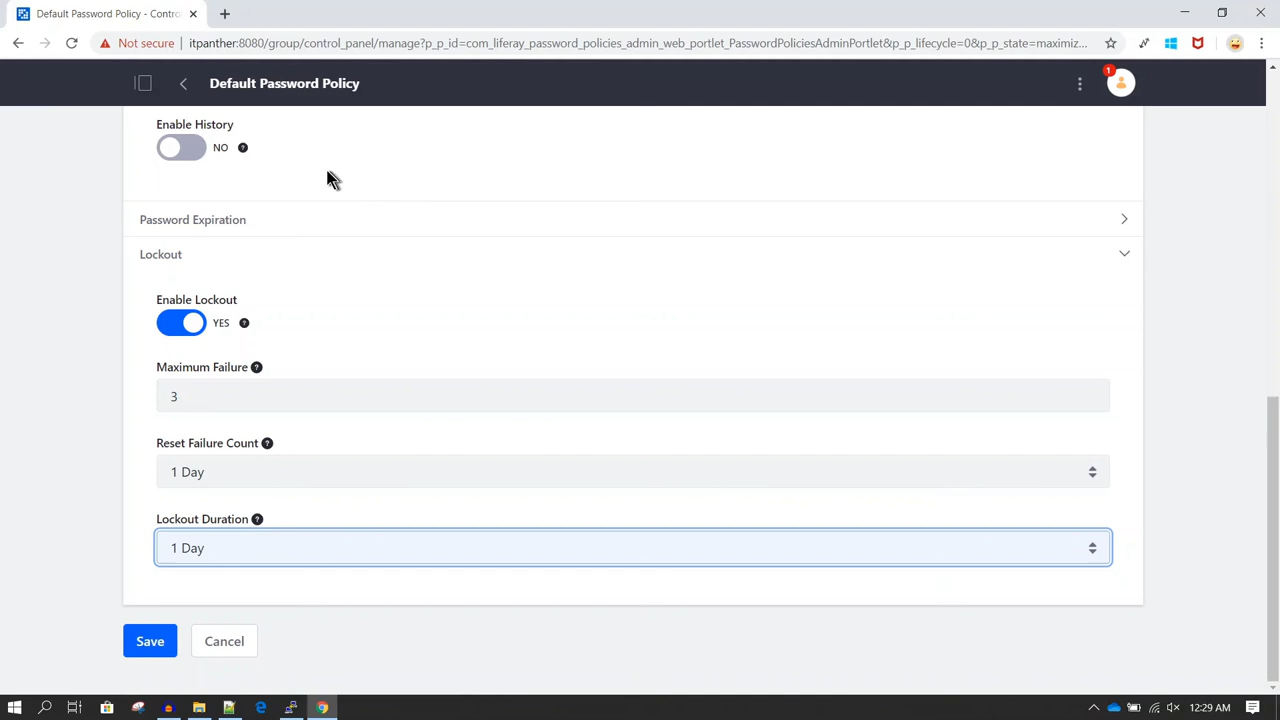 Default Password Policy - Contro
Not secure
itpanther:8080/group/control_panel/manage?p_p_id=com_liferay_password_policies_admin_web_portlet_PasswordPoliciesAdminPortlet&p_p_lifecycle=0&p_p_state=maximiz...
Default Password Policy
1
Enable History
NO
Password Expiration
Lockout
Enable Lockout
YES
Maximum Failure
3
Reset Failure Count
1 Day
Lockout Duration
1 Day
Save
Cancel
12:29 AM